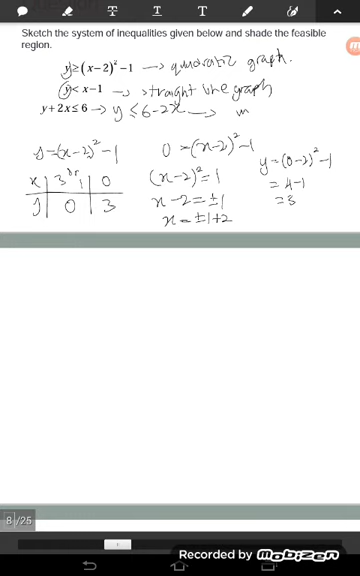 Sketch the system of inequalities given below and shade the feasible
region.
y ≥ (x − 2)² − 1 → quadratic graph.
y < x − 1 → straight line graph
y + 2x ≤ 6 → y ≤ 6 − 2x →
y = (x − 2)² − 1
x | 3 or 1 | 0
y | 0 | 3
0 = (x − 2)² − 1
(x − 2)² = 1
x − 2 = ±1
x = ±1 + 2
y = (0 − 2)² − 1
= 4 − 1
= 3
8 /25
Recorded by mobizen